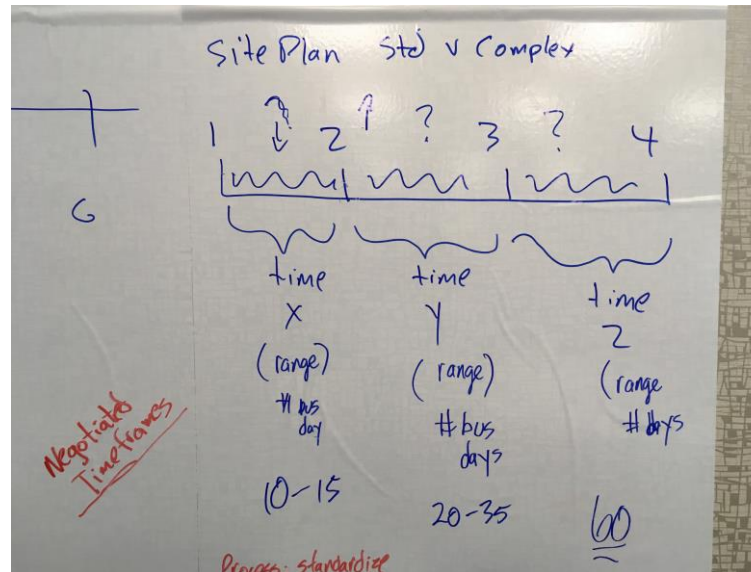 Site Plan Std v Complex
1 ? 2 ? 3 ? 4
time time time
X Y Z
(range) (range) (range
# bus day # bus days # days
10-15 20-35 60
G
Negotiated
Timeframes
Process: standardize